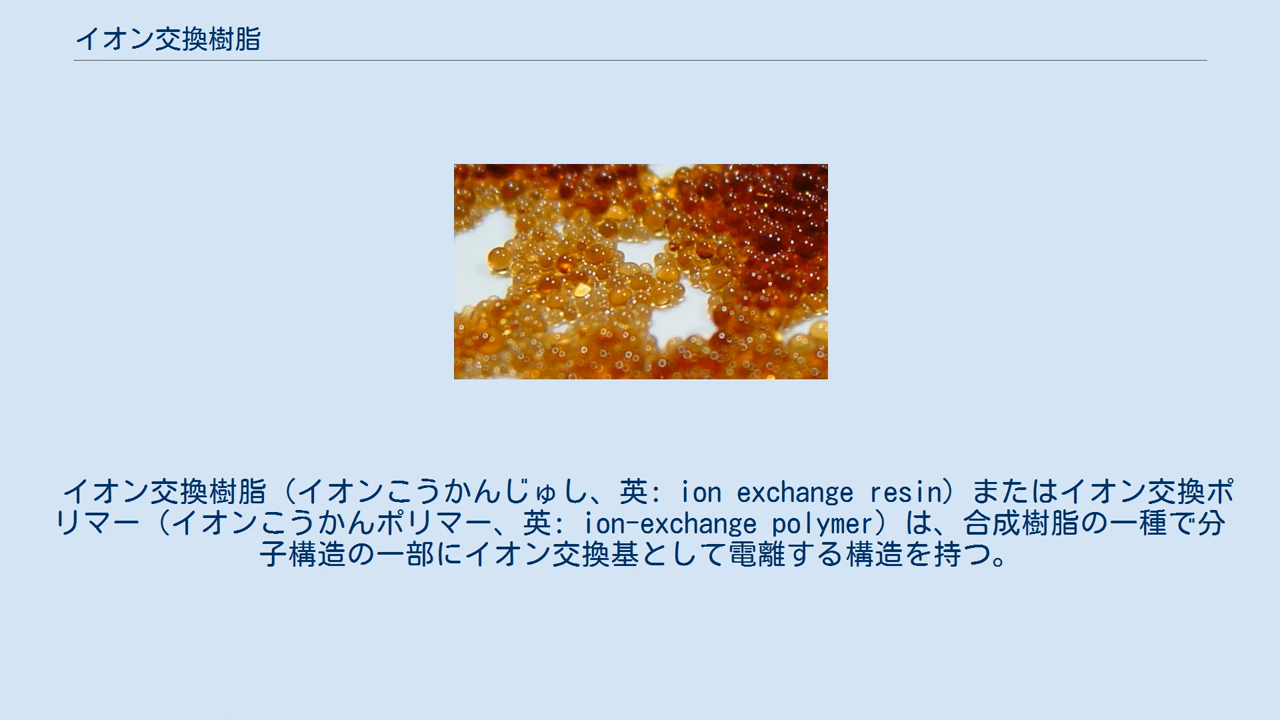 イオン交換樹脂
イオン交換樹脂（イオンこうかんじゅし、英: ion exchange resin）またはイオン交換ポ
リマー（イオンこうかんポリマー、英: ion-exchange polymer）は、合成樹脂の一種で分
子構造の一部にイオン交換基として電離する構造を持つ。